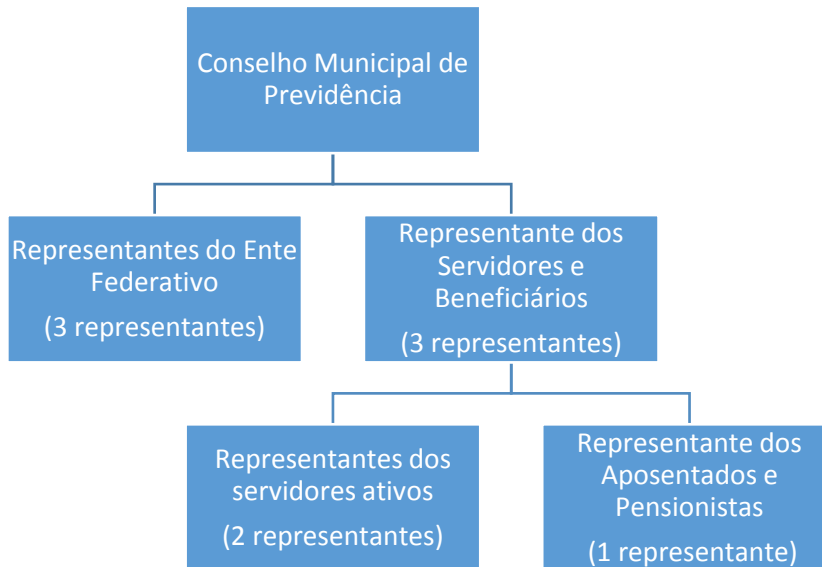 Conselho Municipal de
Previdência
Representantes do Ente
Federativo
(3 representantes)
Representante dos
Servidores e
Beneficiários
(3 representantes)
Representantes dos
servidores ativos
(2 representantes)
Representante dos
Aposentados e
Pensionistas
(1 representante)